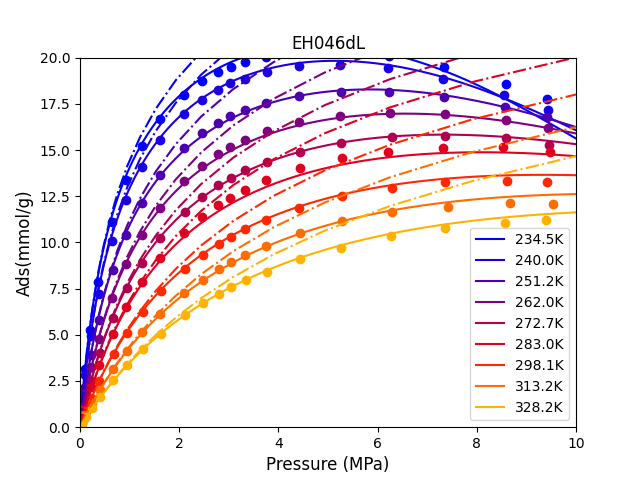 EH046dL
Ads(mmol/g)
20.0
17.5
15.0
12.5
10.0
7.5
5.0
2.5
0.0
234.5K
240.0K
251.2K
262.0K
272.7K
283.0K
298.1K
313.2K
328.2K
0 2 4 6 8 10
Pressure (MPa)